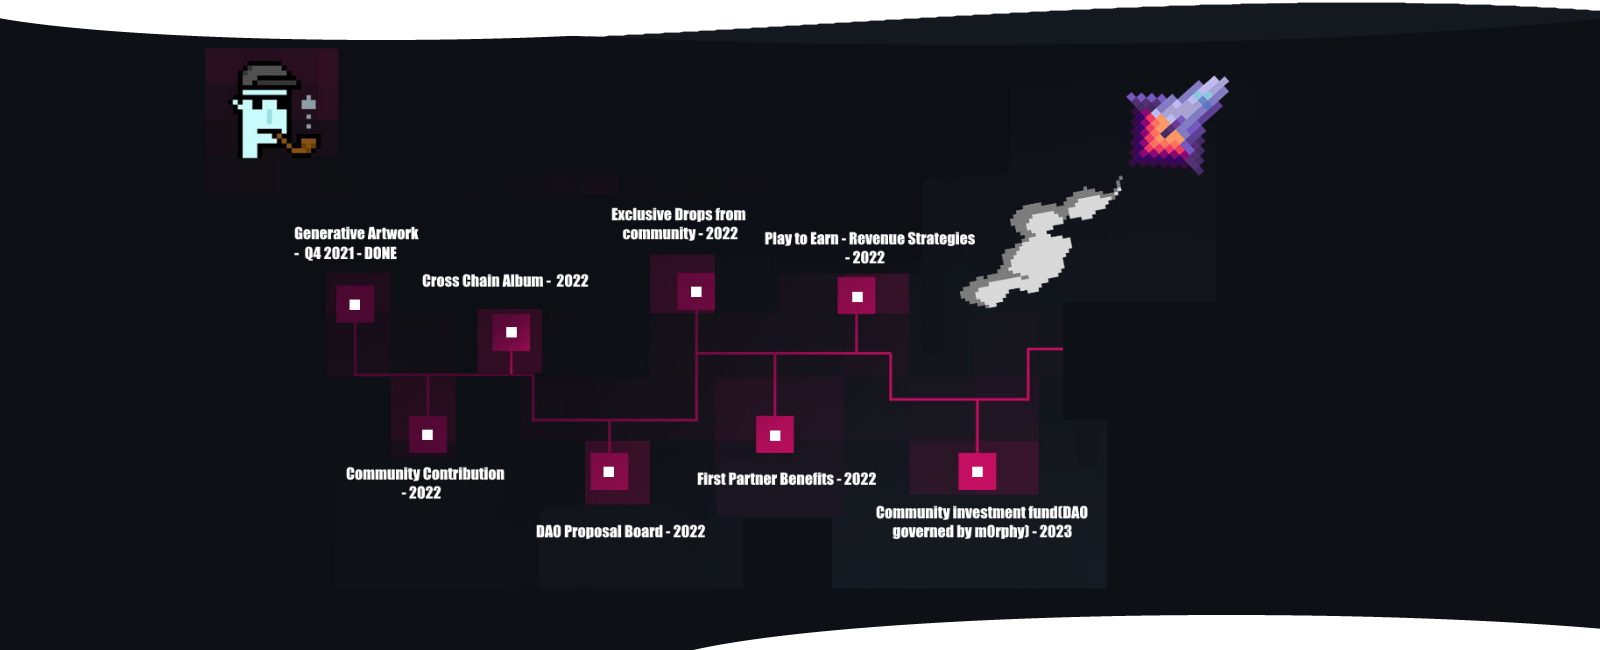 Generative Artwork
- Q4 2021 - DONE
Community Contribution
- 2022
Cross Chain Album - 2022
DAO Proposal Board - 2022
Exclusive Drops from
community - 2022
First Partner Benefits - 2022
Play to Earn - Revenue Strategies
- 2022
Community investment fund(DAO
governed by m0rphy) - 2023